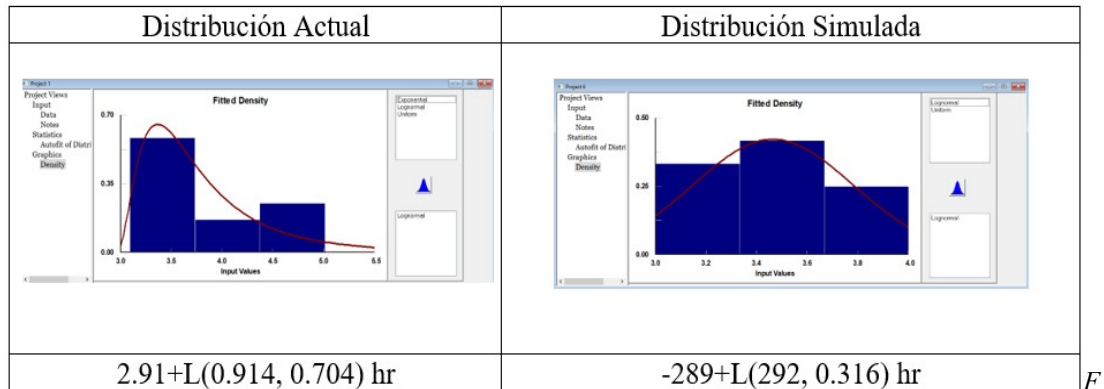 Distribución Actual
Distribución Simulada
Project 1
Project Views
Input
Data
Notes
Statistics
Autofit of Distri
Graphics
Density
Fitted Density
0.70
0.35
0.00
3.0 3.5 4.0 4.5 5.0 5.5
Input Values
Exponential
Lognormal
Uniform
Lognormal
Project 6
Project Views
Input
Data
Notes
Statistics
Autofit of Distri
Graphics
Density
Fitted Density
0.50
0.25
0.00
3.0 3.2 3.4 3.6 3.8 4.0
Input Values
Lognormal
Uniform
Lognormal
2.91+L(0.914, 0.704) hr
-289+L(292, 0.316) hr
F